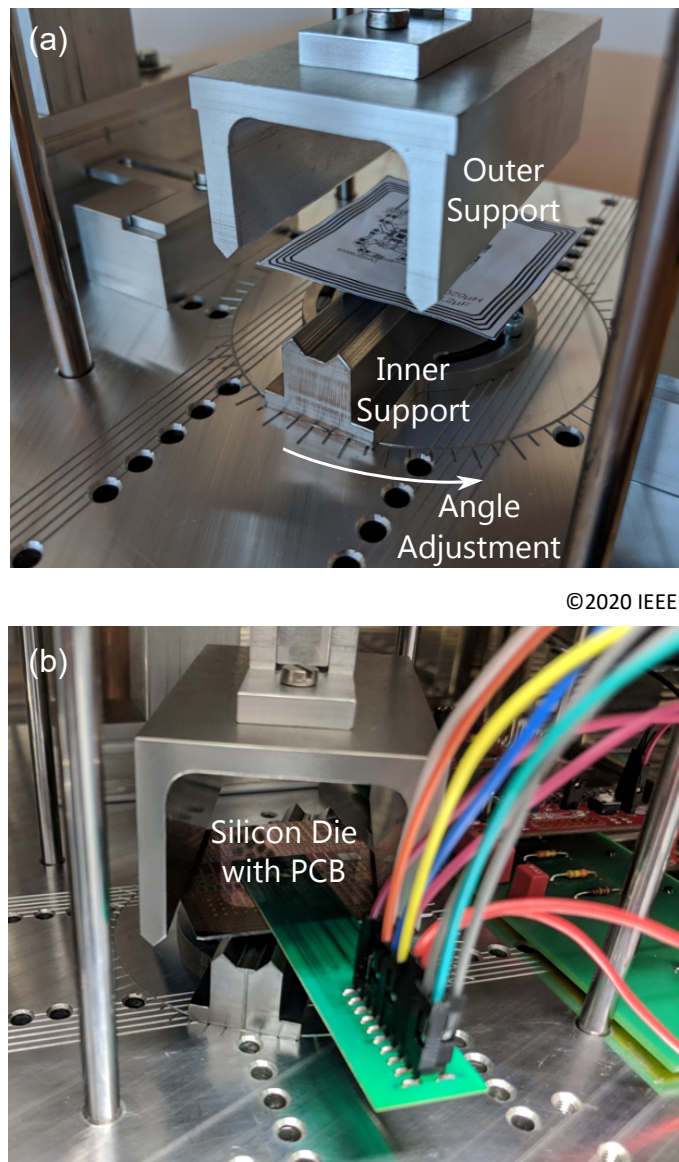 (a)
Outer
Support
Inner
Support
Angle
Adjustment
©2020 IEEE
(b)
Silicon Die
with PCB